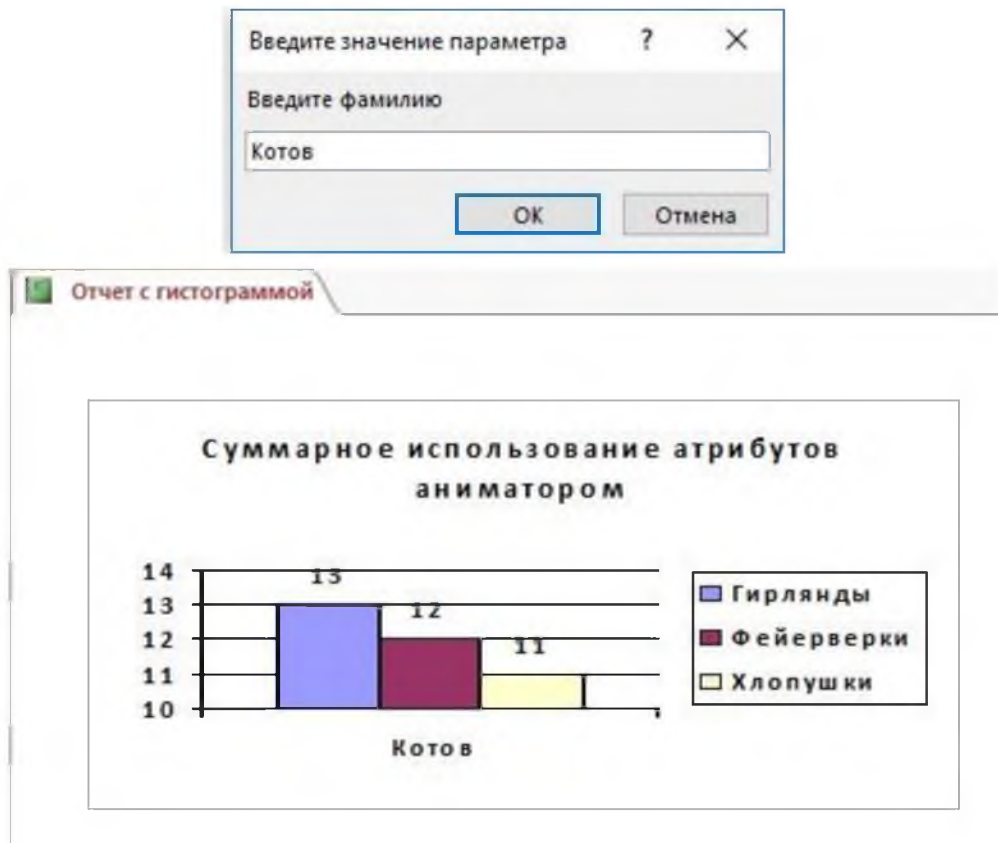 Введите значение параметра ? ×
Введите фамилию
Котов
ОК Отмена
Отчет с гистограммой
Суммарное использование атрибутов
аниматором
14
13
12
11
10
13
12
11
Котов
Гирлянды
Фейерверки
Хлопушки